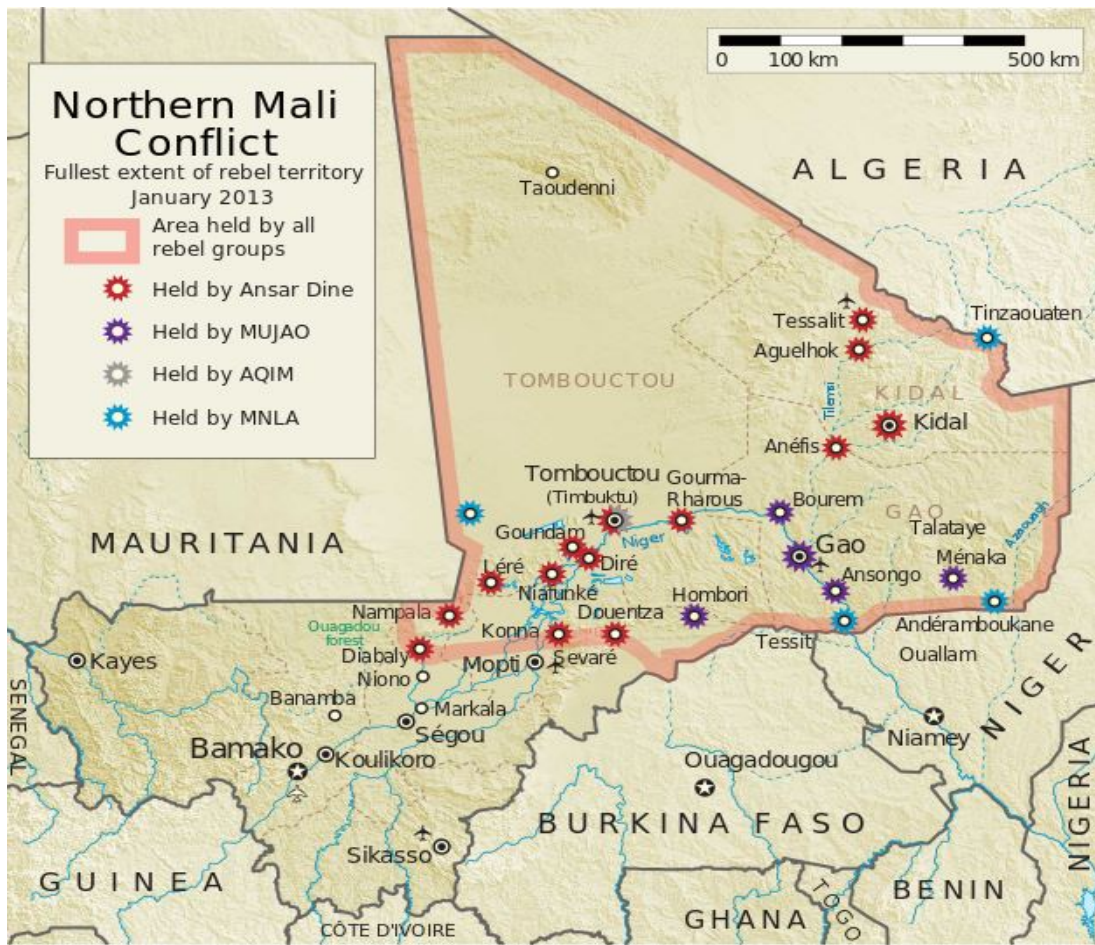 Northern Mali
Conflict
Fullest extent of rebel territory
January 2013
Area held by all
rebel groups
Held by Ansar Dine
Held by MUJAO
Held by AQIM
Held by MNLA
0 100 km 500 km
ALGERIA
Taoudenni
Tessalit
Tinzaouaten
Aguelhok
TOMBOUCTOU
KIDAL
Tilemsi
Kidal
Anéfis
Tombouctou
(Timbuktu)
Gourma-
Rharous
Bourem
GAO
Talataye
Azaouagh
MAURITANIA
Goundam
Niger
Gao
Ménaka
Léré
Diré
Ansongo
Niafunké
Nampala
Douentza
Hombori
Andéramboukane
Ouagadou
forest
Konna
Tessit
Ouallam
Diabaly
Mopti
Sevaré
Kayes
Niono
NIGER
SENEGAL
Banamba
Markala
Ségou
Niamey
Bamako
Koulikoro
Ouagadougou
BURKINA FASO
NIGERIA
Sikasso
GUINEA
BENIN
CÔTE D'IVOIRE
GHANA
TOGO